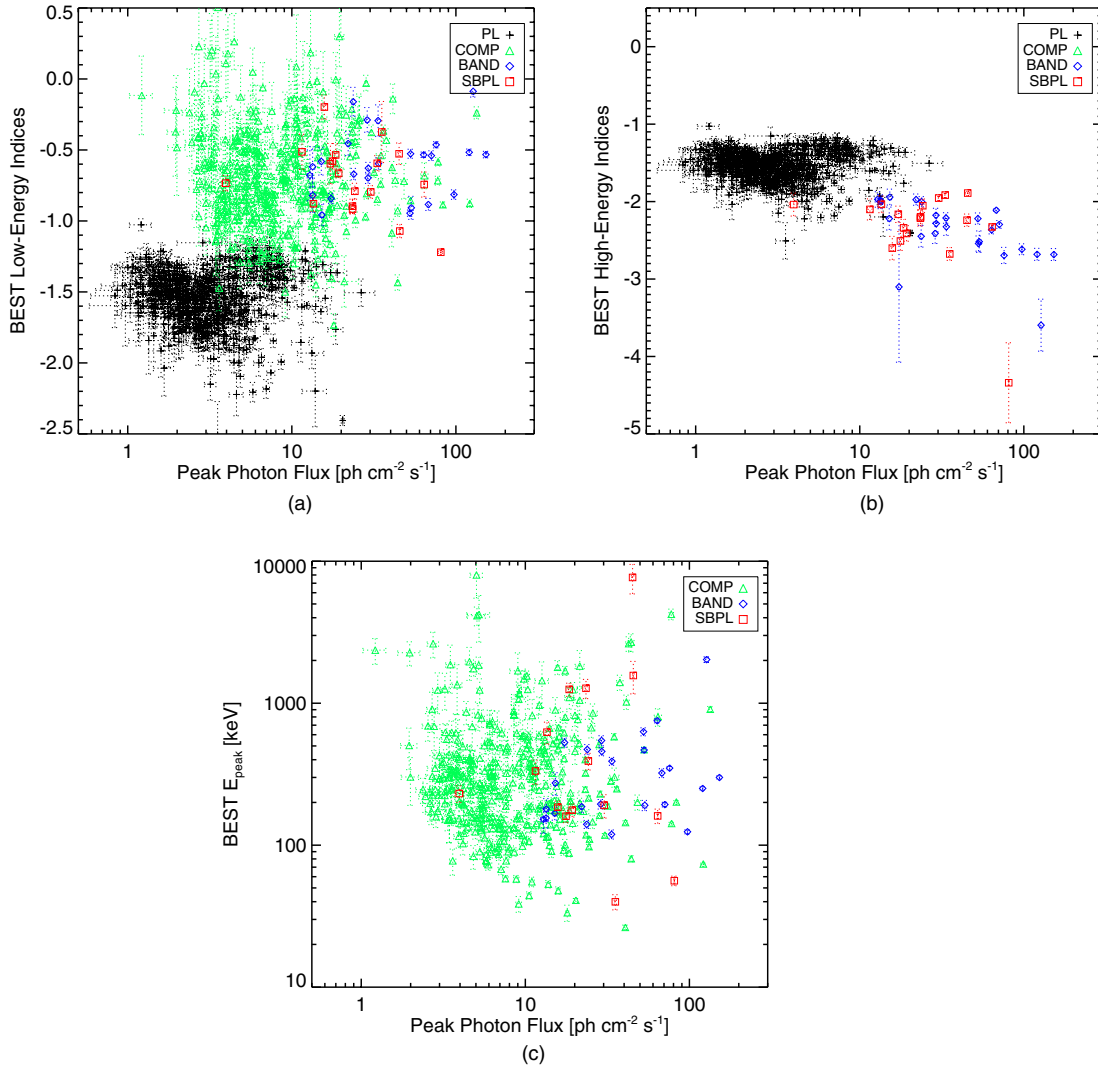 0.5
0.0
-0.5
-1.0
-1.5
-2.0
-2.5
BEST Low-Energy Indices
PL
COMP
BAND
SBPL
1 10 100
Peak Photon Flux [ph cm-2 s-1]
(a)
0
-1
-2
-3
-4
-5
BEST High-Energy Indices
PL
COMP
BAND
SBPL
1 10 100
Peak Photon Flux [ph cm-2 s-1]
(b)
10000
1000
100
10
BEST Epeak [keV]
COMP
BAND
SBPL
1 10 100
Peak Photon Flux [ph cm-2 s-1]
(c)